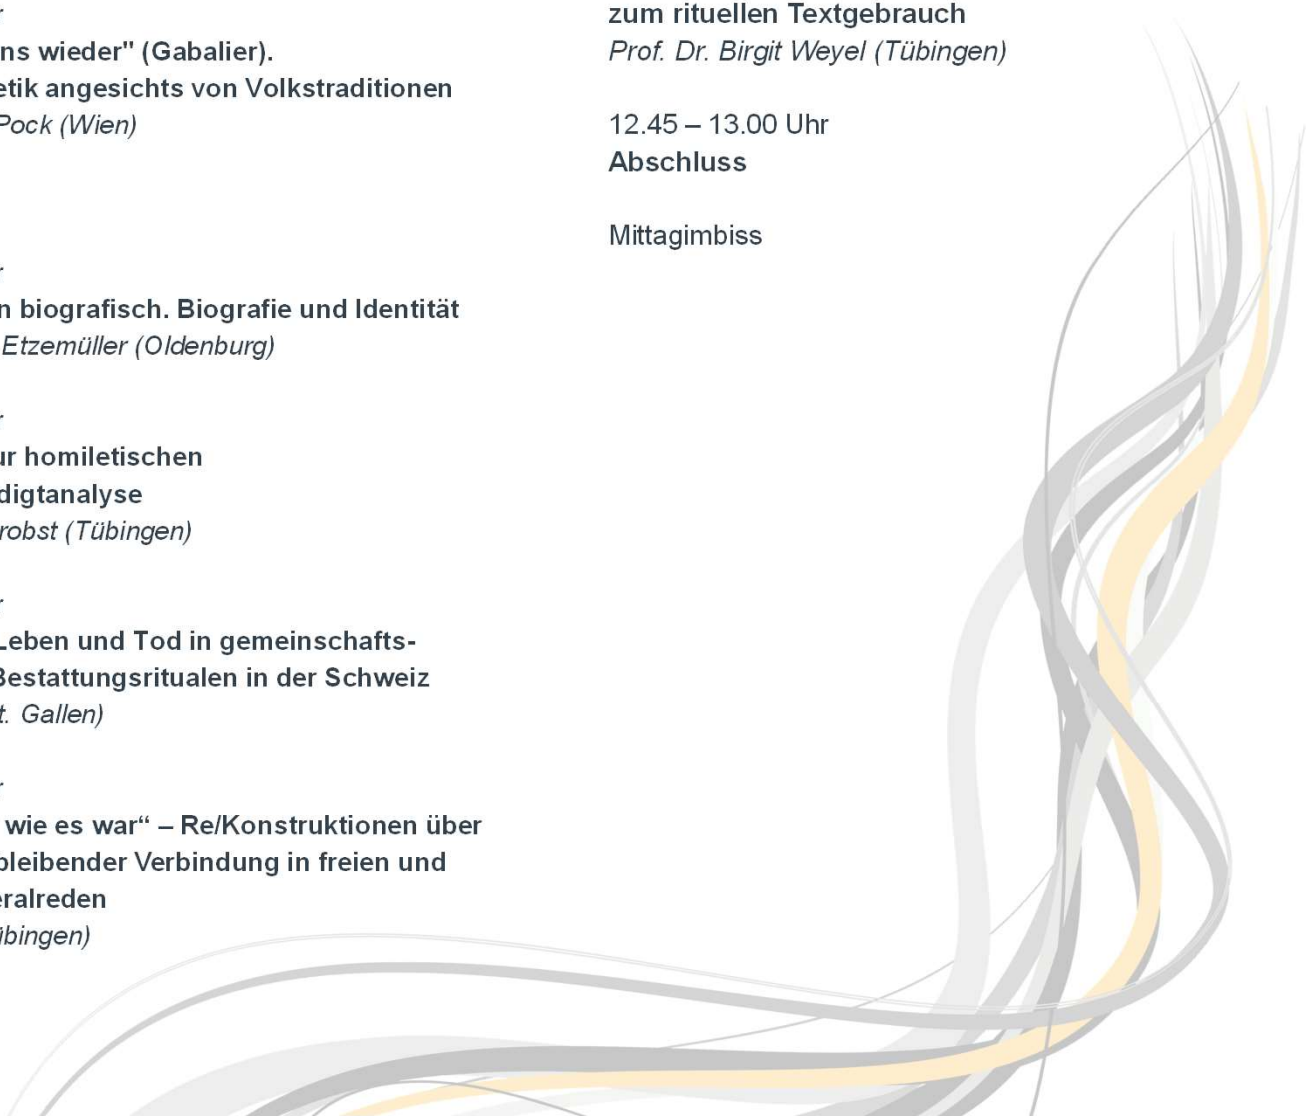 ns wieder" (Gabalier).
etik angesichts von Volkstraditionen
Pock (Wien)
r
n biografisch. Biografie und Identität
Etzemüller (Oldenburg)
r
ur homiletischen
digtanalyse
robst (Tübingen)
r
Leben und Tod in gemeinschafts-
Bestattungsritualen in der Schweiz
t. Gallen)
r
wie es war“ – Re/Konstruktionen über
bleibender Verbindung in freien und
eralreden
übingen)
zum rituellen Textgebrauch
Prof. Dr. Birgit Weyel (Tübingen)
12.45 – 13.00 Uhr
Abschluss
Mittagimbiss